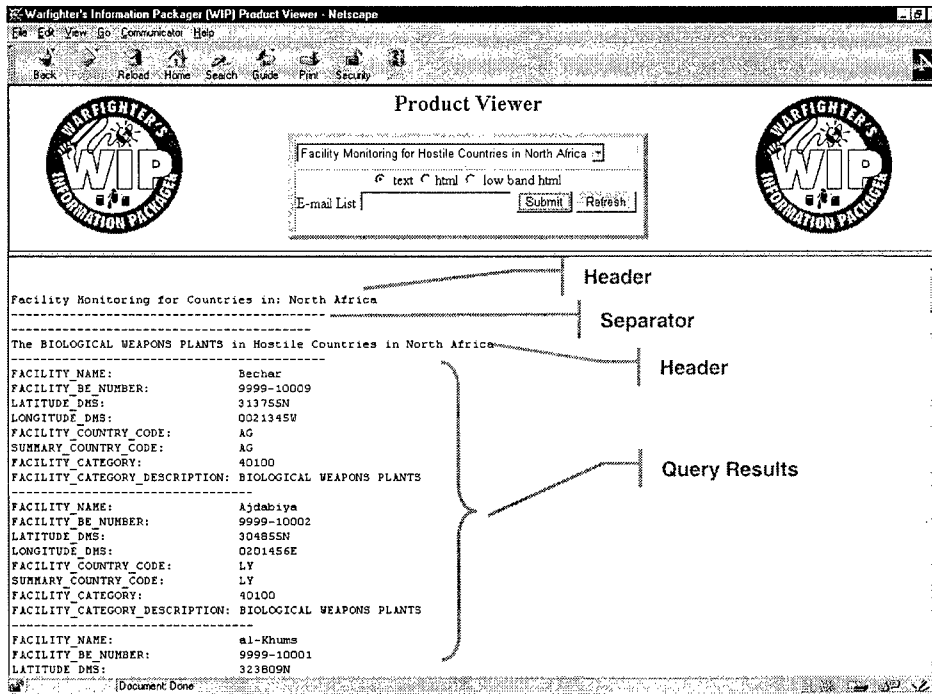 Warfighter's Information Packager (WIP) Product Viewer - Netscape
File Edit View Go Communicator Help
Back Reload Home Search Guide Print Security
Product Viewer
WARFIGHTER'S
WIP
INFORMATION PACKAGER
Facility Monitoring for Hostile Countries in North Africa
text html low band html
E-mail List Submit Refresh
WARFIGHTER'S
WIP
INFORMATION PACKAGER
Header
Facility Monitoring for Countries in: North Africa
------------------------------------------
Separator
----------------------------------------
The BIOLOGICAL WEAPONS PLANTS in Hostile Countries in North Africa
Header
------------------------------------------
FACILITY_NAME: Bechar
FACILITY_BE_NUMBER: 9999-10009
LATITUDE_DMS: 313755N
LONGITUDE_DMS: 0021345W
FACILITY_COUNTRY_CODE: AG
SUMMARY_COUNTRY_CODE: AG
FACILITY_CATEGORY: 40100
FACILITY_CATEGORY_DESCRIPTION: BIOLOGICAL WEAPONS PLANTS
Query Results
--------------------------------
FACILITY_NAME: Ajdabiya
FACILITY_BE_NUMBER: 9999-10002
LATITUDE_DMS: 304855N
LONGITUDE_DMS: 0201456E
FACILITY_COUNTRY_CODE: LY
SUMMARY_COUNTRY_CODE: LY
FACILITY_CATEGORY: 40100
FACILITY_CATEGORY_DESCRIPTION: BIOLOGICAL WEAPONS PLANTS
--------------------------------
FACILITY_NAME: al-Khums
FACILITY_BE_NUMBER: 9999-10001
LATITUDE_DMS: 323809N
Document: Done